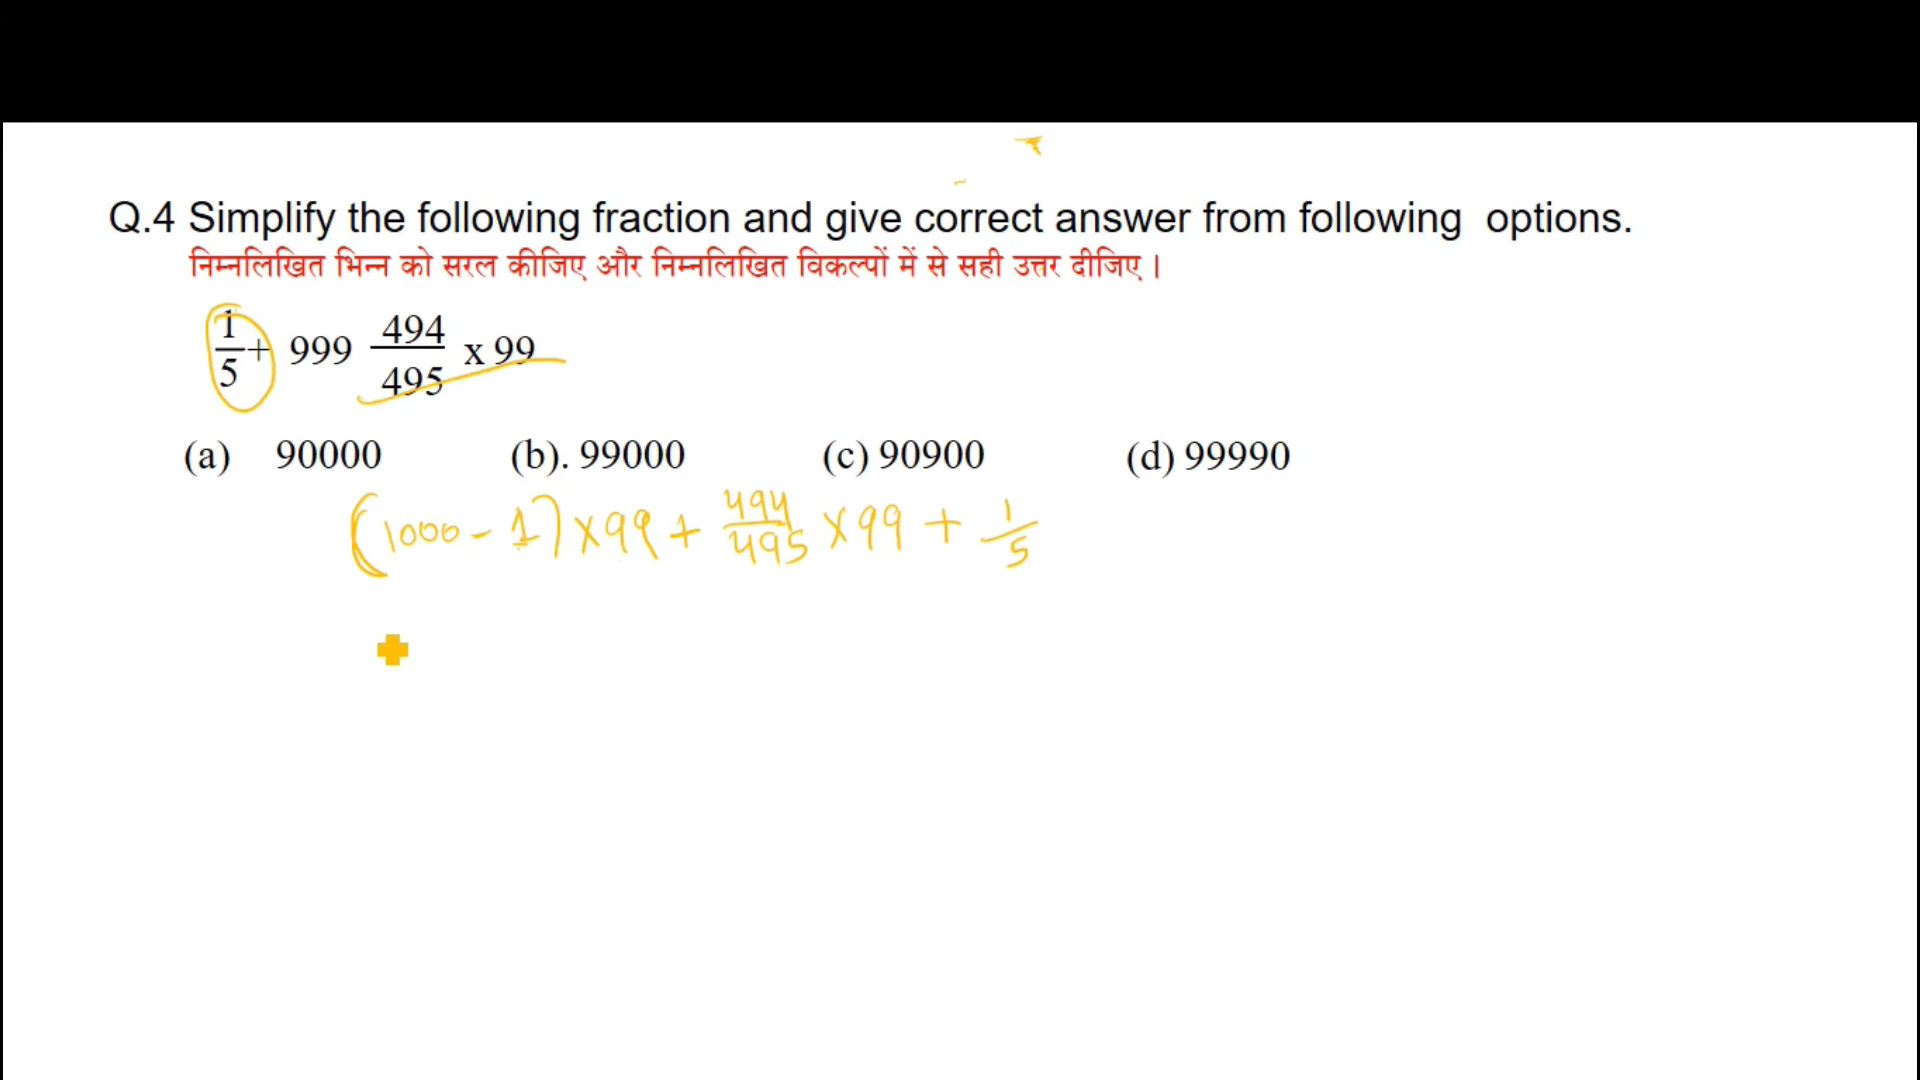 Q.4 Simplify the following fraction and give correct answer from following options.
निम्नलिखित भिन्न को सरल कीजिए और निम्नलिखित विकल्पों में से सही उत्तर दीजिए ।
1/5 + 999 494/495 x 99
(a) 90000 (b). 99000 (c) 90900 (d) 99990
(1000 - 1) x 99 + 494/495 x 99 + 1/5